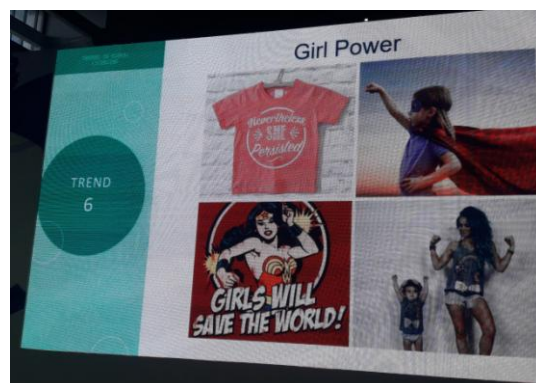 Girl Power
TREND
6
Nevertheless
SHE
Persisted
GIRLS WILL
SAVE THE WORLD!